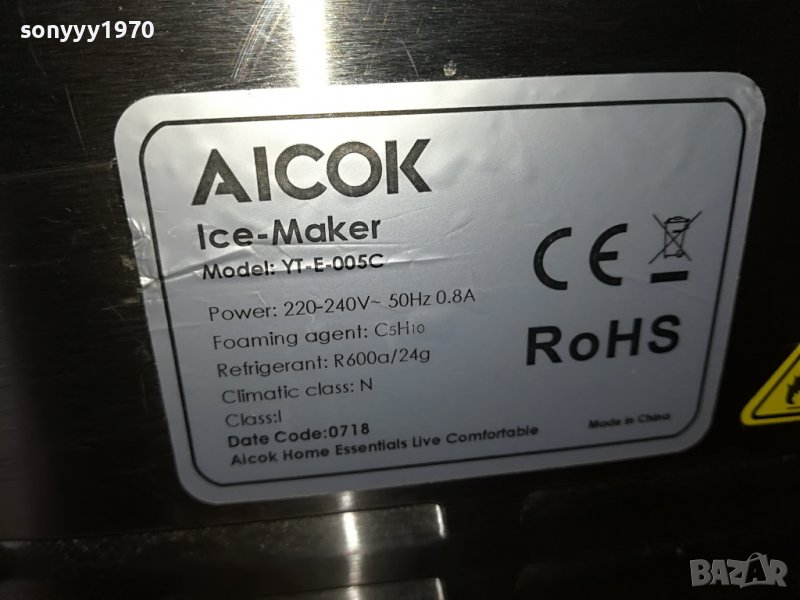 sonyyy1970
AICOK
Ice-Maker
Model: YT-E-005C
Power: 220-240V~ 50Hz 0.8A
Foaming agent: C5H10
Refrigerant: R600a/24g
Climatic class: N
Class:I
Date Code:0718
Aicok Home Essentials Live Comfortable
CE
RoHS
Made in China
BAZAR